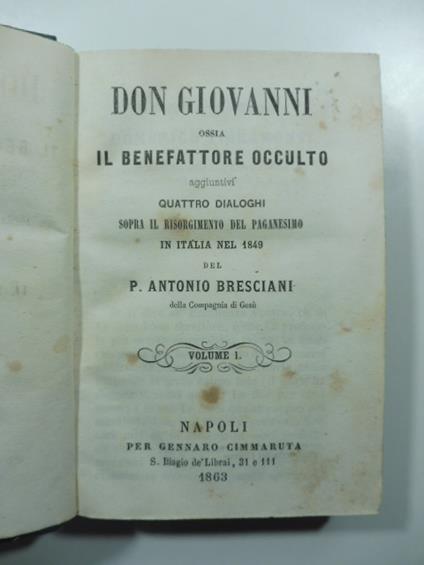 DON GIOVANNI
OSSIA
IL BENEFATTORE OCCULTO
aggiuntivi
QUATTRO DIALOGHI
SOPRA IL RISORGIMENTO DEL PAGANESIMO
IN ITALIA NEL 1849
DEL
P. ANTONIO BRESCIANI
della Compagnia di Gesù
VOLUME I.
NAPOLI
PER GENNARO CIMMARUTA
S. Biagio de' Librai, 31 e 111
1863